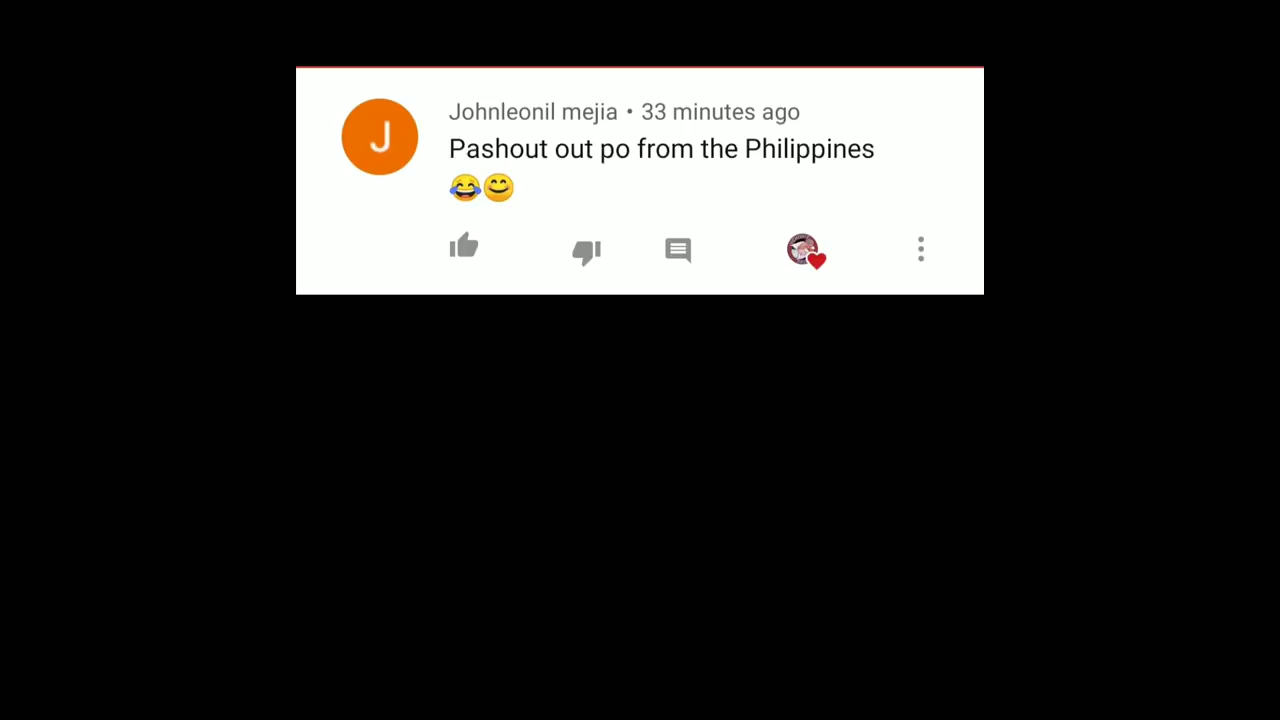 J
Johnleonil mejia • 33 minutes ago
Pashout out po from the Philippines
😂😊